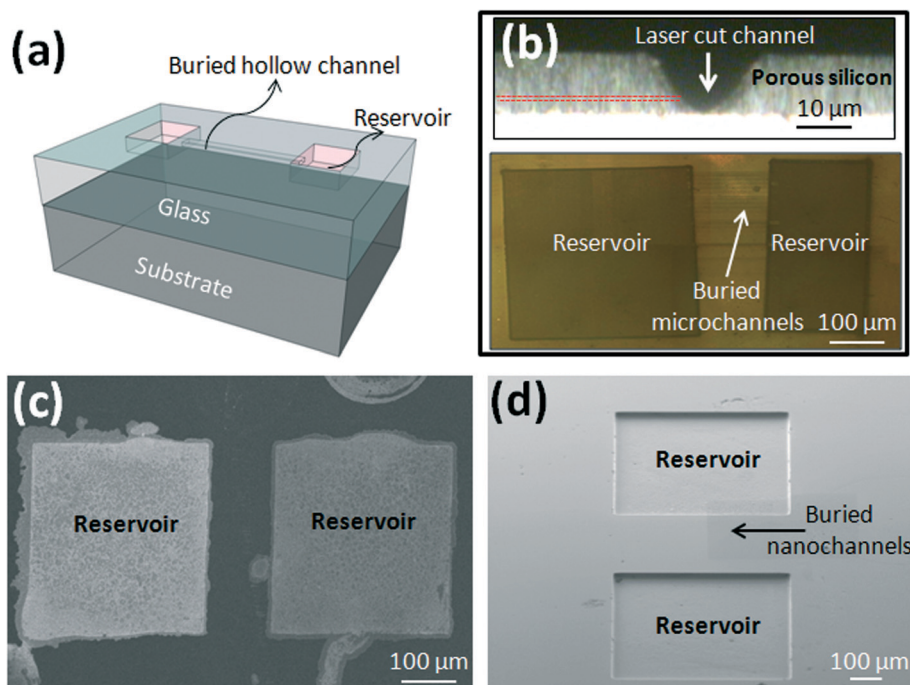 (a)
Buried hollow channel
Reservoir
Glass
Substrate
(b)
Laser cut channel
Porous silicon
10 μm
Reservoir
Reservoir
Buried
microchannels
100 μm
(c)
Reservoir
Reservoir
100 μm
(d)
Reservoir
Buried
nanochannels
Reservoir
100 μm